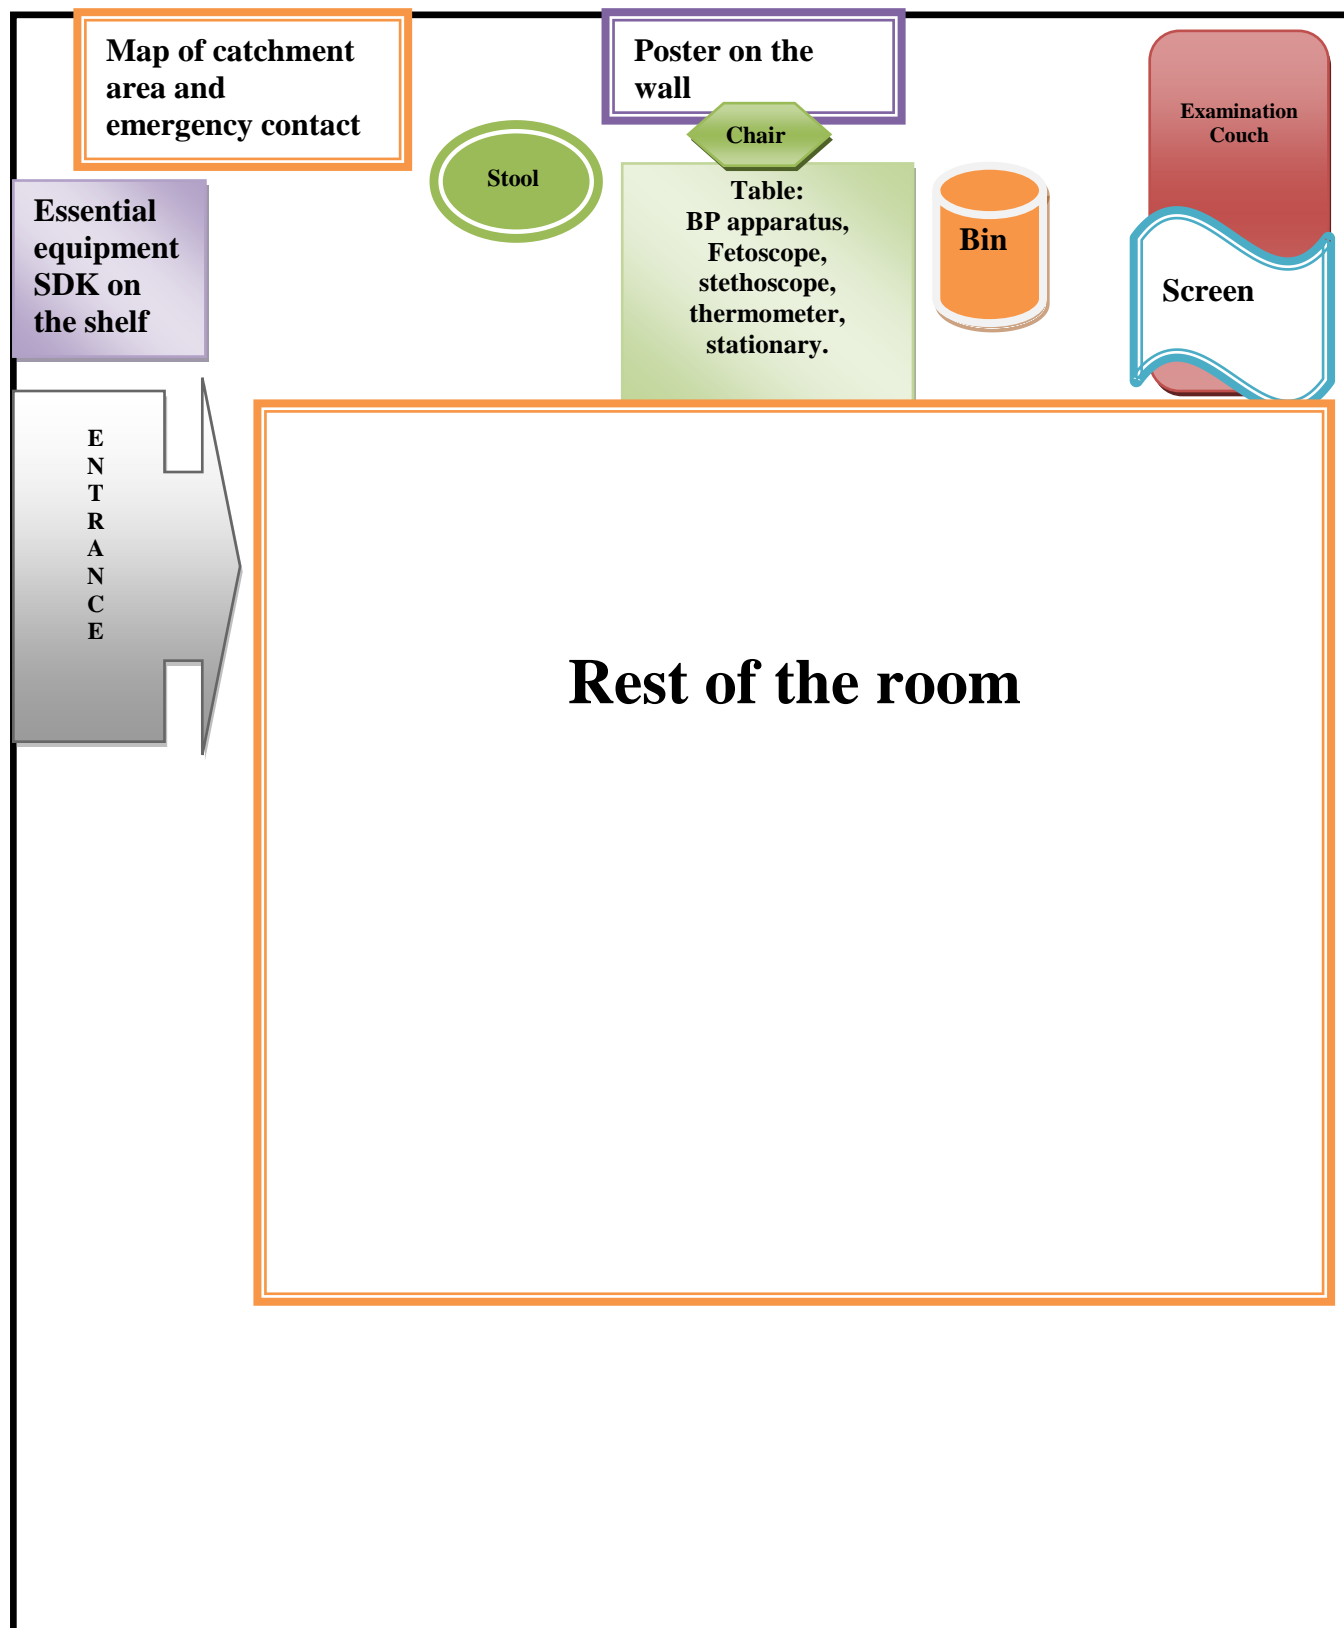 Map of catchment
area and
emergency contact
Poster on the
wall
Examination
Couch
Chair
Stool
Table:
BP apparatus,
Fetoscope,
stethoscope,
thermometer,
stationary.
Bin
Essential
equipment
SDK on
the shelf
Screen
E
N
T
R
A
N
C
E
Rest of the room